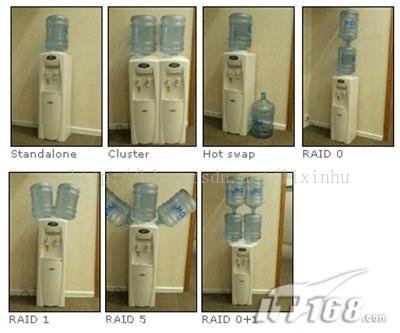 Standalone
Cluster
Hot swap
RAID 0
RAID 1
RAID 5
RAID 0+1
IT168.com